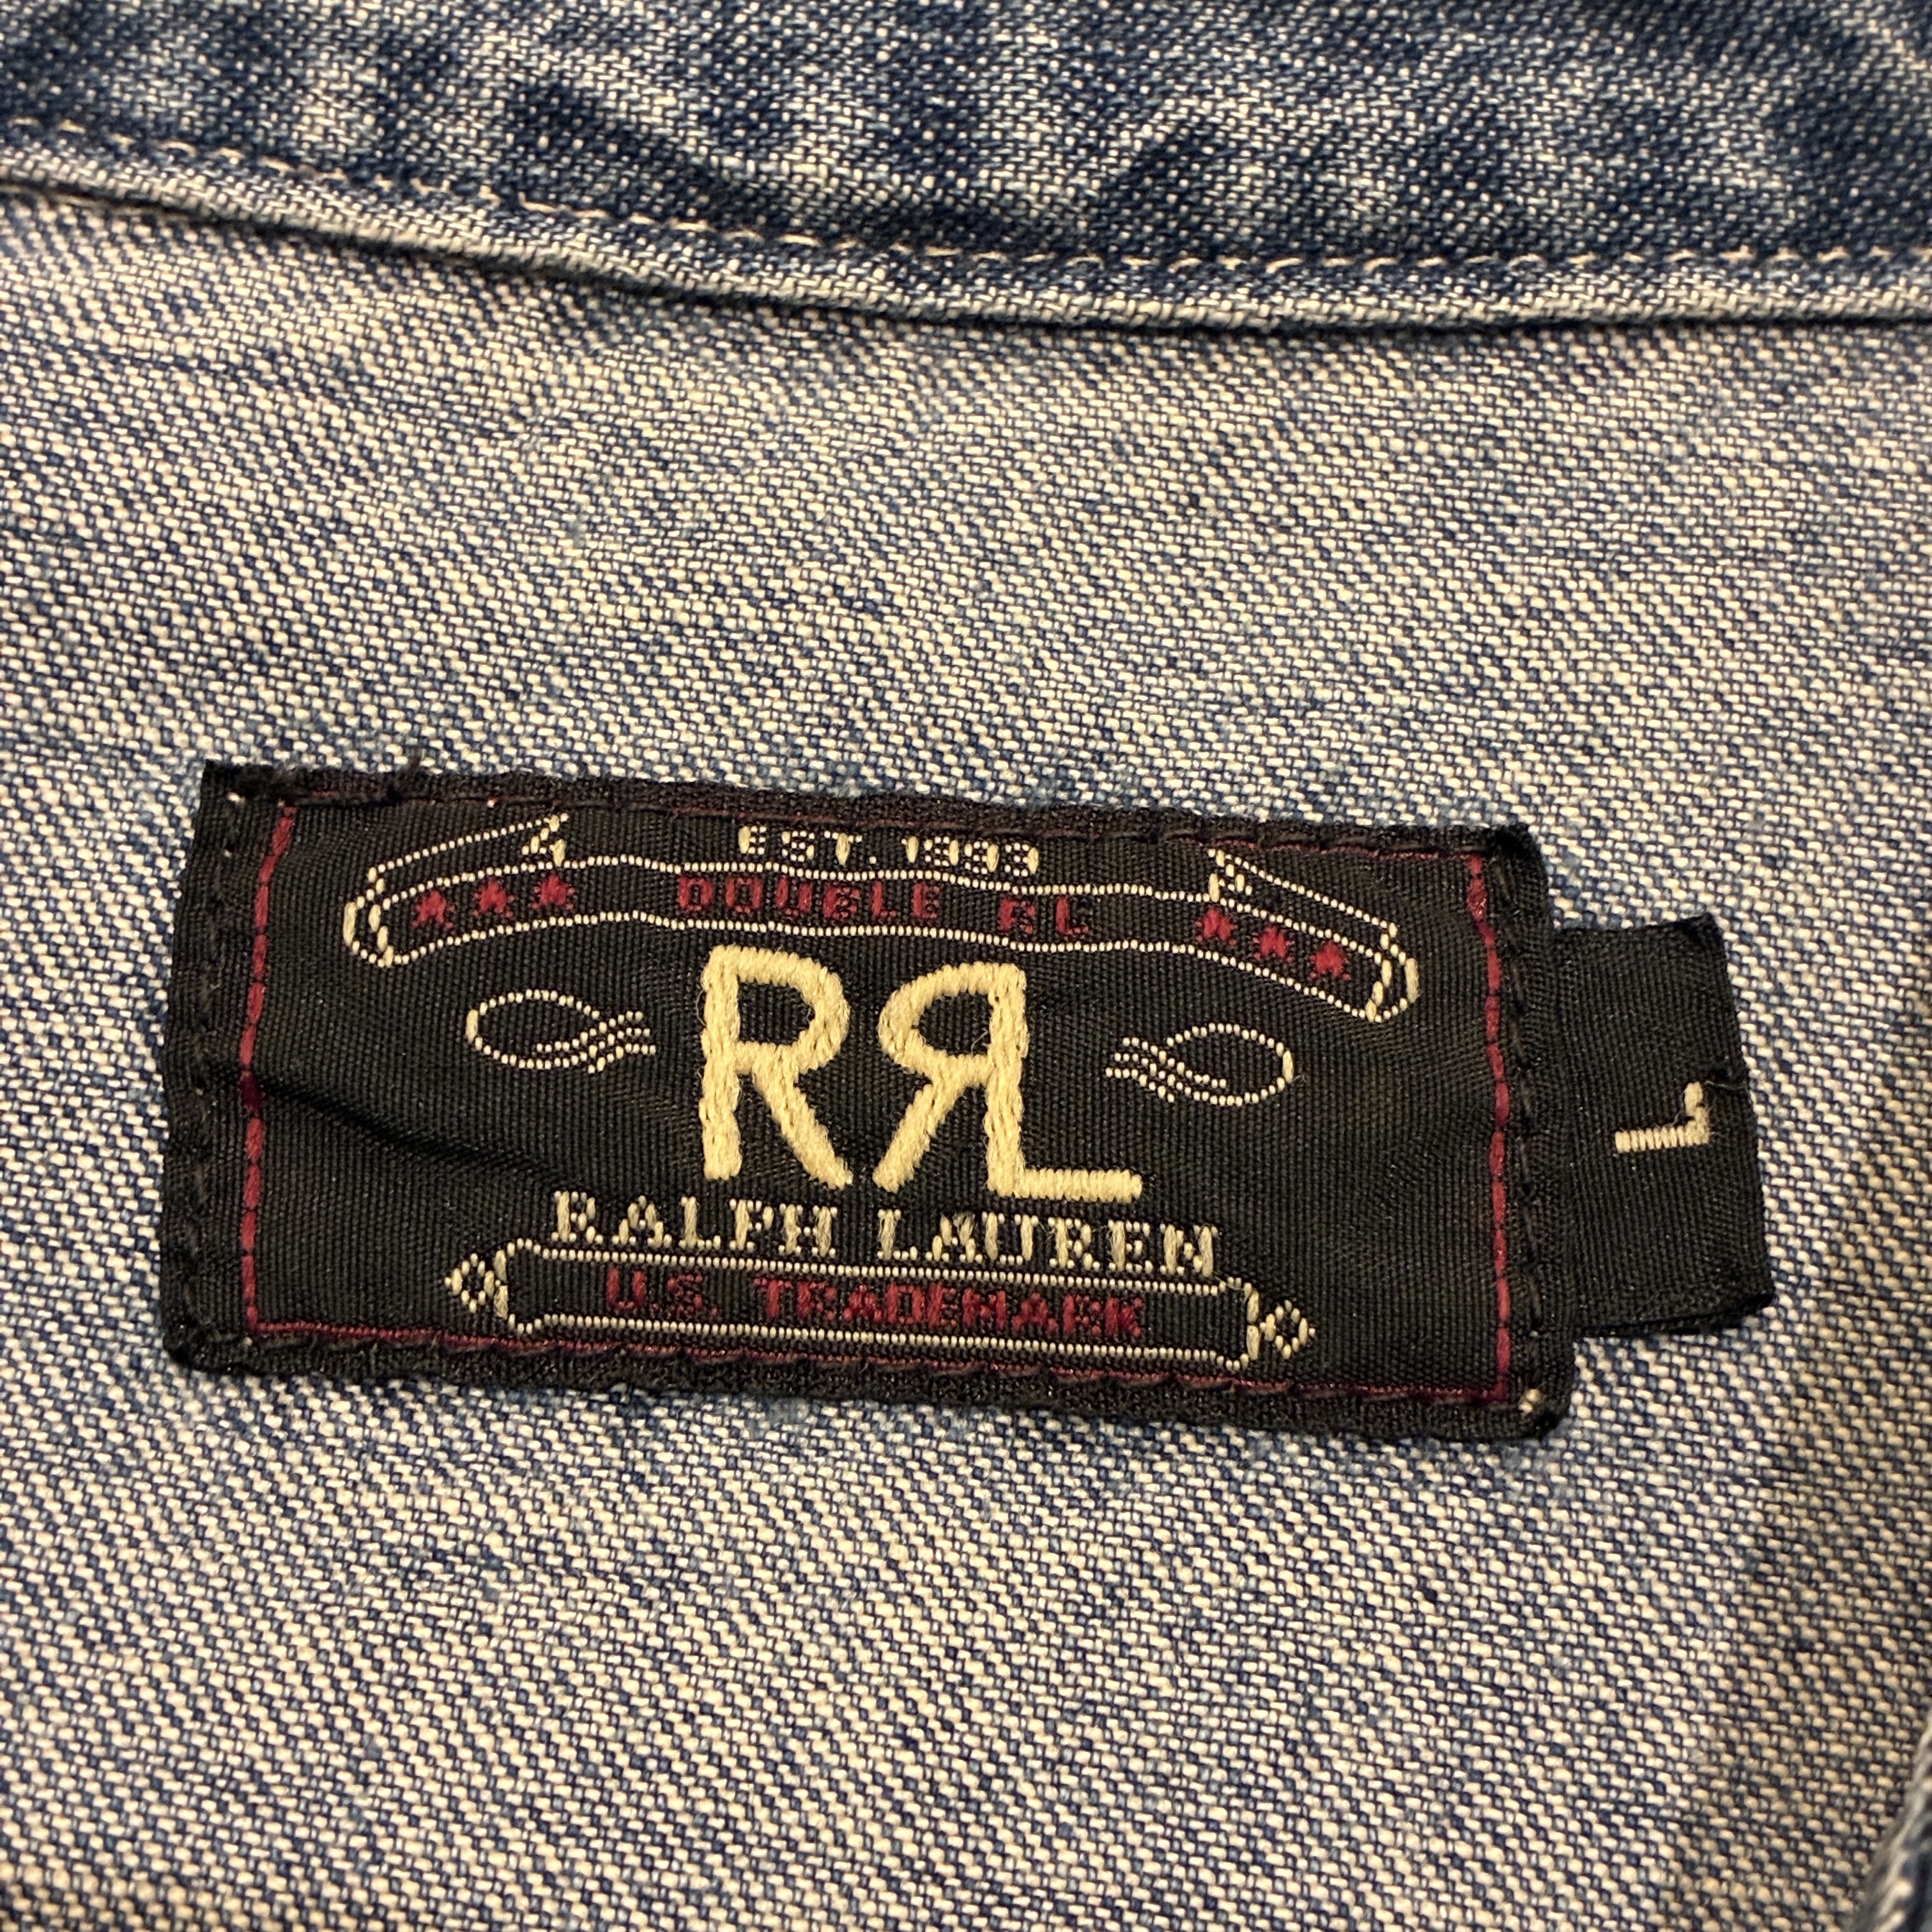 EST. 1993
★★★ DOUBLE RL ★★★
RRL
RALPH LAUREN
U.S. TRADEMARK
L